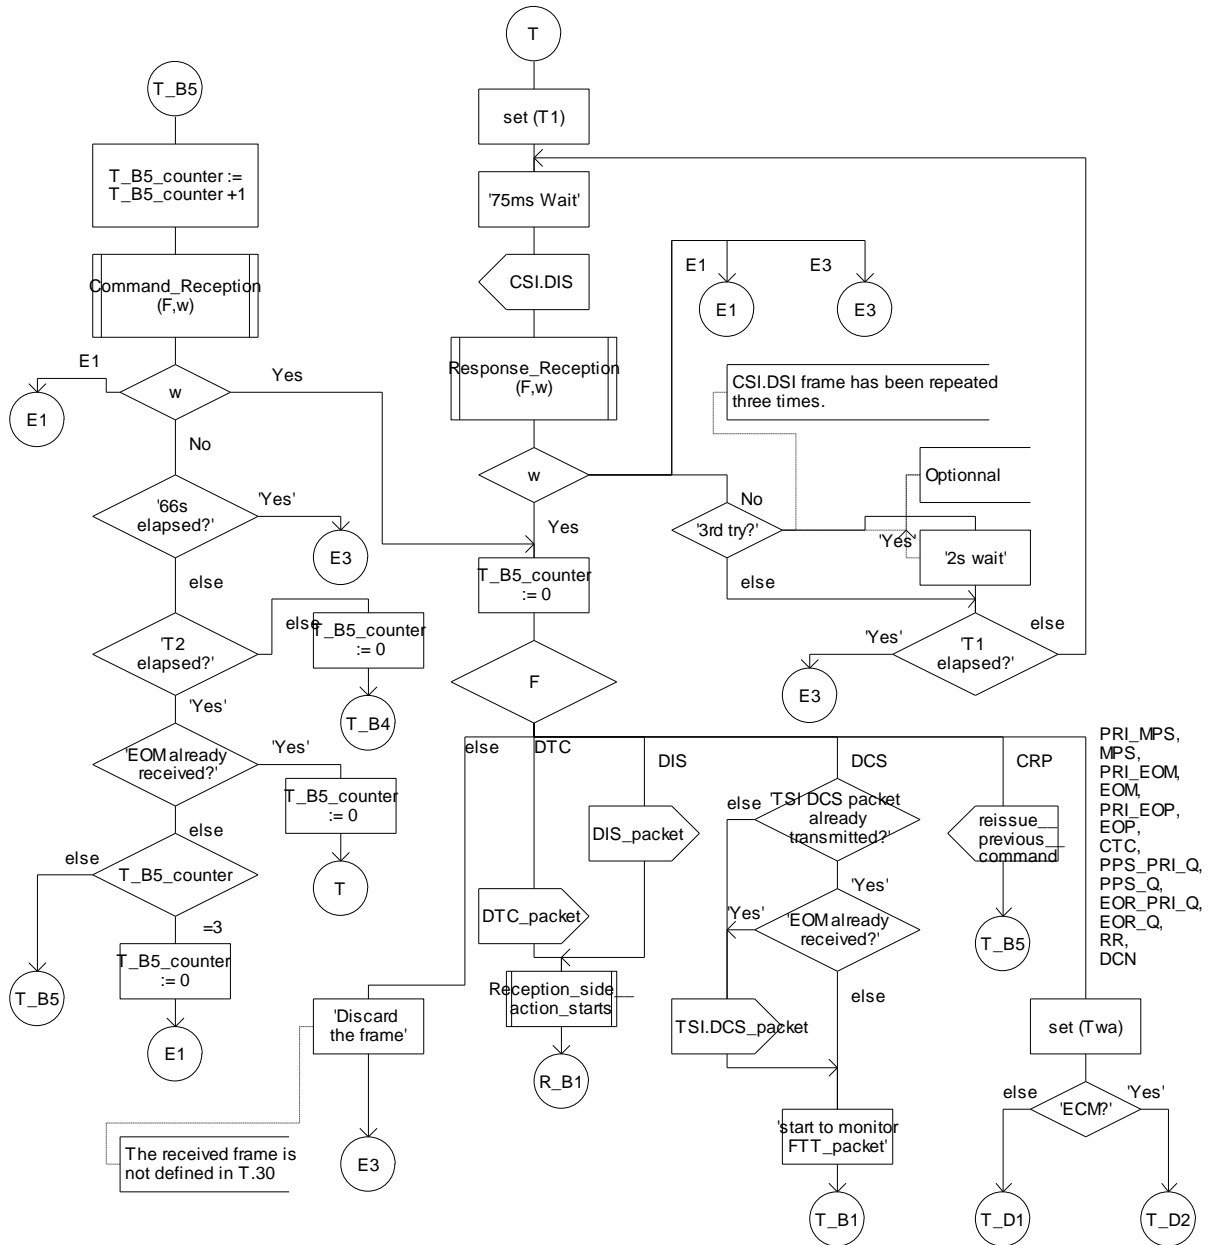 T
T_B5
set (T1)
T_B5_counter :=
T_B5_counter +1
'75ms Wait'
Command_Reception
(F,w)
CSI.DIS
E1
E3
E1
E3
Response_Reception
(F,w)
E1
w
Yes
E1
No
CSI.DSI frame has been repeated
three times.
Optionnal
w
No
Yes
'66s
elapsed?'
'Yes'
E3
else
'3rd try?'
'Yes'
'2s wait'
else
T_B5_counter
:= 0
'T2
elapsed?'
else
T_B5_counter
:= 0
'Yes'
T_B4
'T1
elapsed?'
'Yes'
else
E3
F
'EOM already
received?'
'Yes'
T_B5_counter
:= 0
else
T
else
DTC
DIS
DCS
CRP
PRI_MPS,
MPS,
PRI_EOM,
EOM,
PRI_EOP,
EOP,
CTC,
PPS_PRI_Q,
PPS_Q,
EOR_PRI_Q,
EOR_Q,
RR,
DCN
else
T_B5_counter
=3
T_B5
T_B5_counter
:= 0
E1
DIS_packet
DTC_packet
Reception_side__
action_starts
R_B1
'TSI DCS packet
already
transmitted?'
else
'Yes'
'EOM already
received?'
'Yes'
else
TSI.DCS_packet
'start to monitor
FTT_packet'
T_B1
reissue__
previous__
command
T_B5
'Discard
the frame'
E3
The received frame is
not defined in T.30
set (Twa)
'ECM?'
else
'Yes'
T_D1
T_D2